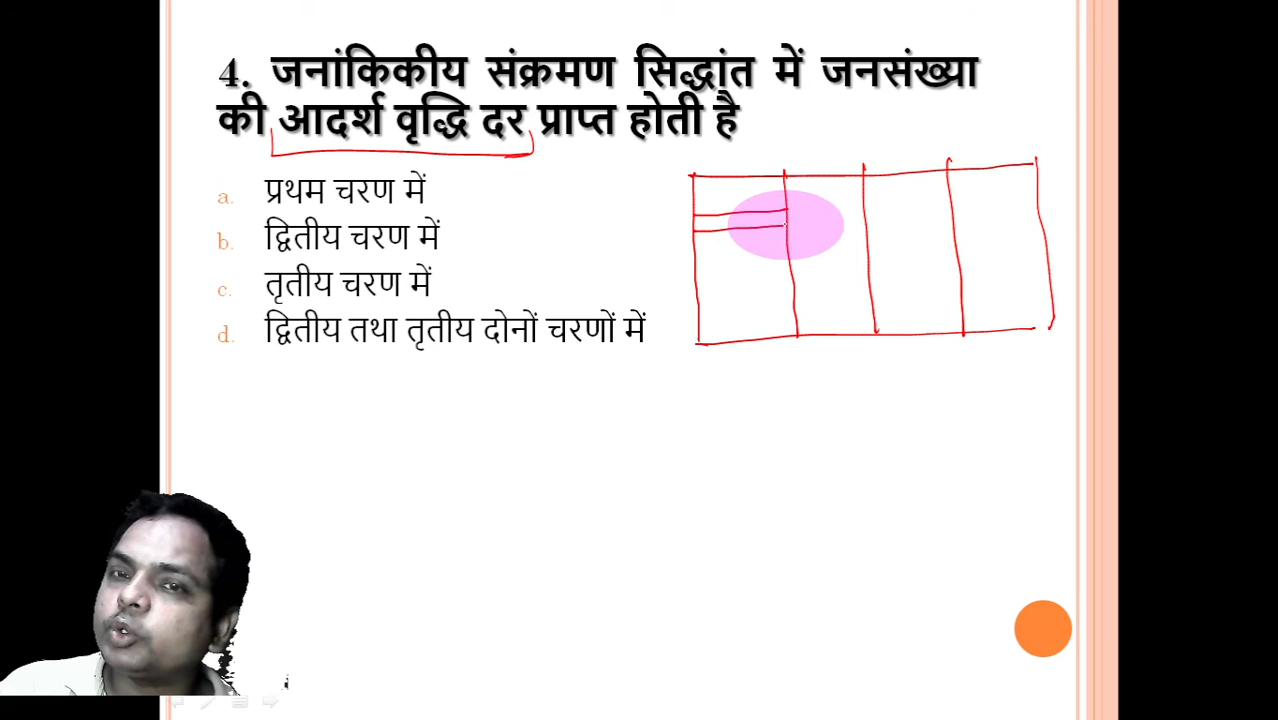 4. जनांकिकीय संक्रमण सिद्धांत में जनसंख्या
की आदर्श वृद्धि दर प्राप्त होती है
a. प्रथम चरण में
b. द्वितीय चरण में
c. तृतीय चरण में
d. द्वितीय तथा तृतीय दोनों चरणों में